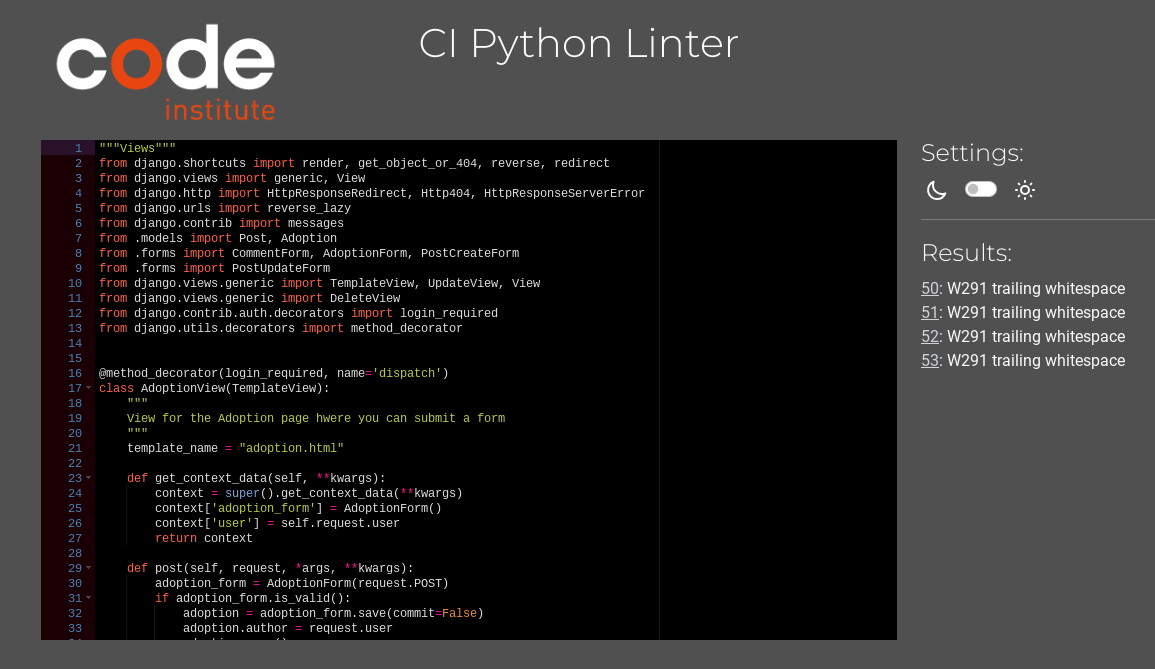 code
institute
CI Python Linter
1 """Views"""
2 from django.shortcuts import render, get_object_or_404, reverse, redirect
3 from django.views import generic, View
4 from django.http import HttpResponseRedirect, Http404, HttpResponseServerError
5 from django.urls import reverse_lazy
6 from django.contrib import messages
7 from .models import Post, Adoption
8 from .forms import CommentForm, AdoptionForm, PostCreateForm
9 from .forms import PostUpdateForm
10 from django.views.generic import TemplateView, UpdateView, View
11 from django.views.generic import DeleteView
12 from django.contrib.auth.decorators import login_required
13 from django.utils.decorators import method_decorator
14
15
16 @method_decorator(login_required, name='dispatch')
17 class AdoptionView(TemplateView):
18     """
19     View for the Adoption page hwere you can submit a form
20     """
21     template_name = "adoption.html"
22
23     def get_context_data(self, **kwargs):
24         context = super().get_context_data(**kwargs)
25         context['adoption_form'] = AdoptionForm()
26         context['user'] = self.request.user
27         return context
28
29     def post(self, request, *args, **kwargs):
30         adoption_form = AdoptionForm(request.POST)
31         if adoption_form.is_valid():
32             adoption = adoption_form.save(commit=False)
33             adoption.author = request.user
Settings:
Results:
50: W291 trailing whitespace
51: W291 trailing whitespace
52: W291 trailing whitespace
53: W291 trailing whitespace